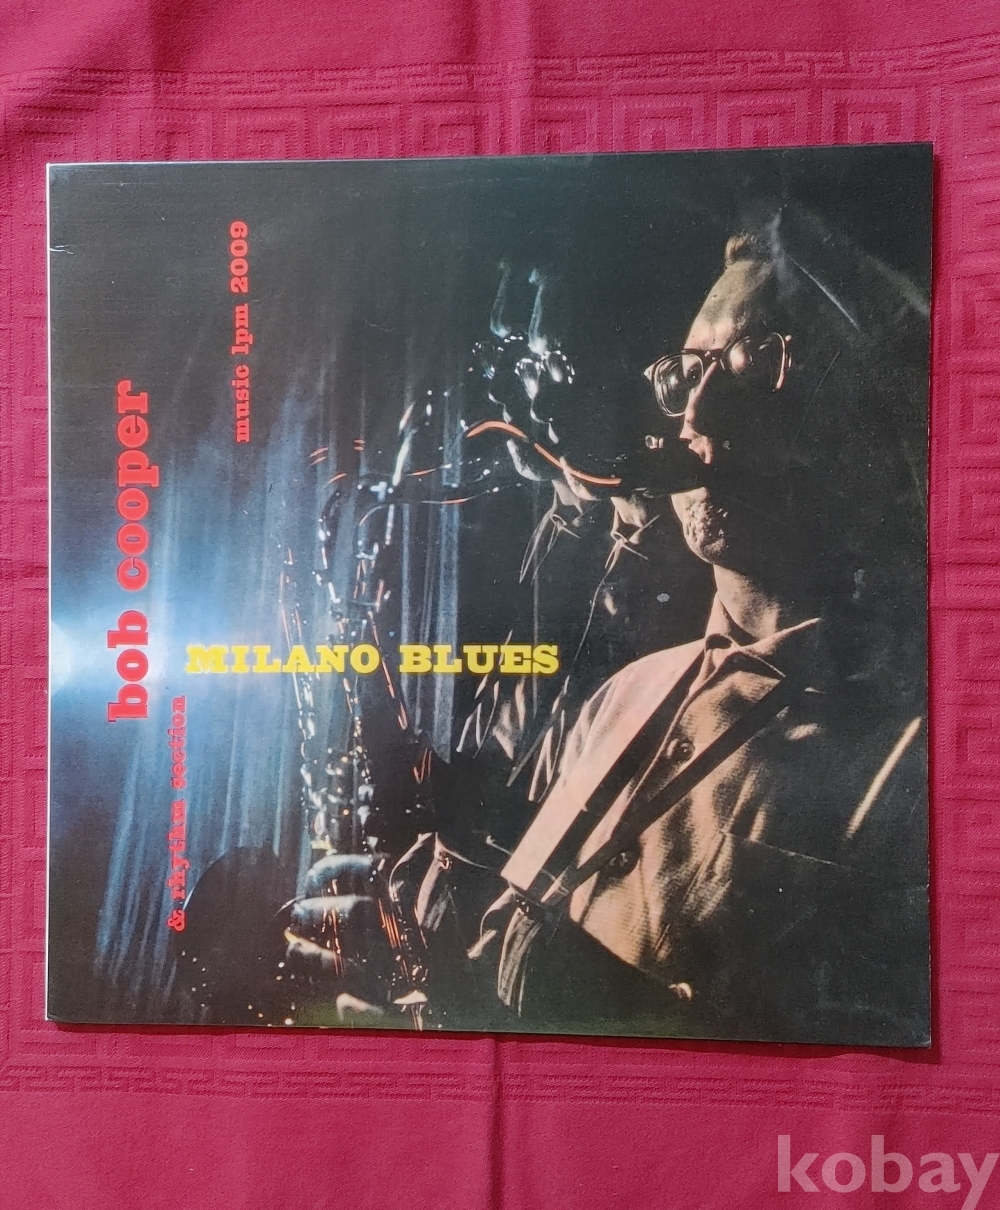 bob cooper
& rhythm section
music lpm 2009
MILANO BLUES
kobay